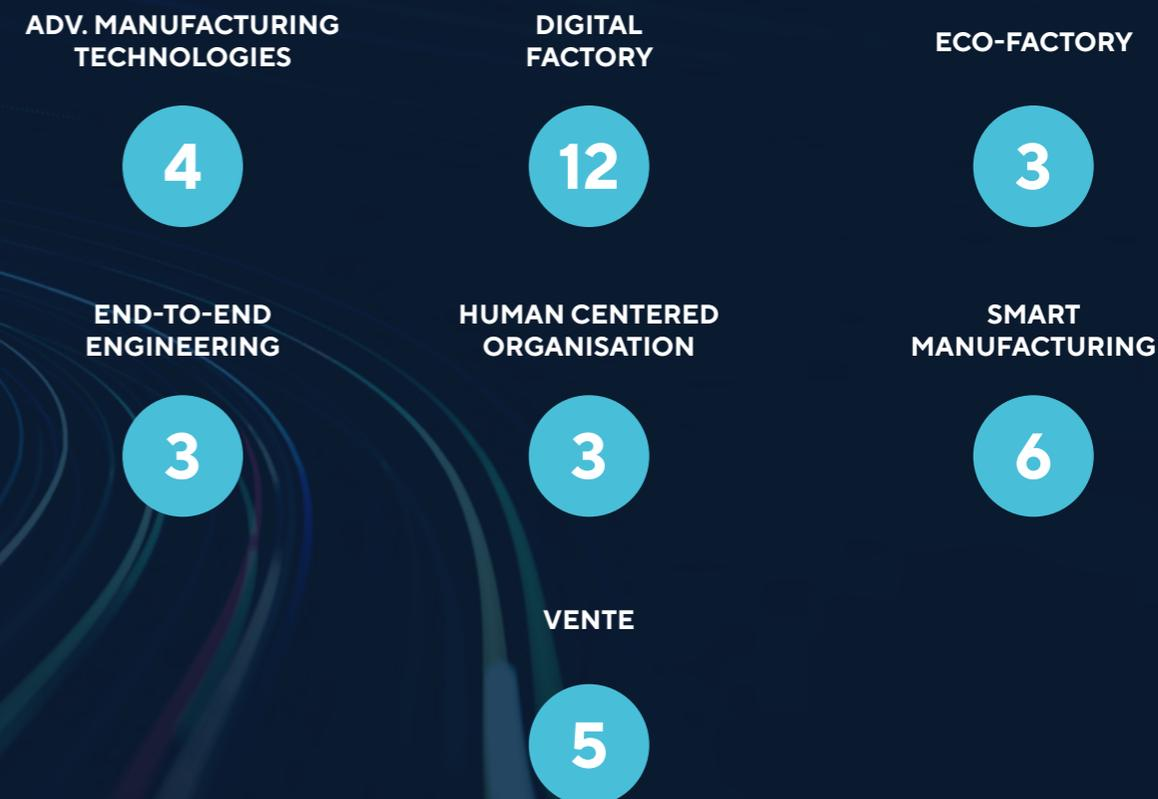 ADV. MANUFACTURING
TECHNOLOGIES
4
DIGITAL
FACTORY
12
ECO-FACTORY
3
END-TO-END
ENGINEERING
3
HUMAN CENTERED
ORGANISATION
3
SMART
MANUFACTURING
6
VENTE
5